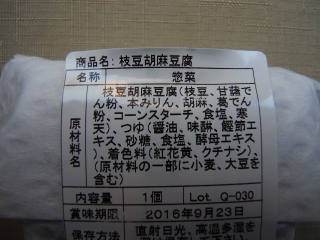 商品名:枝豆胡麻豆腐
名称 惣菜
原材料名
枝豆胡麻豆腐(枝豆、甘藷で
ん粉、本みりん、胡麻、葛でん
粉、コーンスターチ、食塩、寒
天)、つゆ(醤油、味醂、鰹節エ
キス、砂糖、食塩、酵母エキ
ス)、着色料(紅花黄、クチナシ)、
(原材料の一部に小麦、大豆を
含む)
内容量 1個 Lot Q-030
賞味期限 2016年9月23日
保存方法 直射日光、高温多湿を